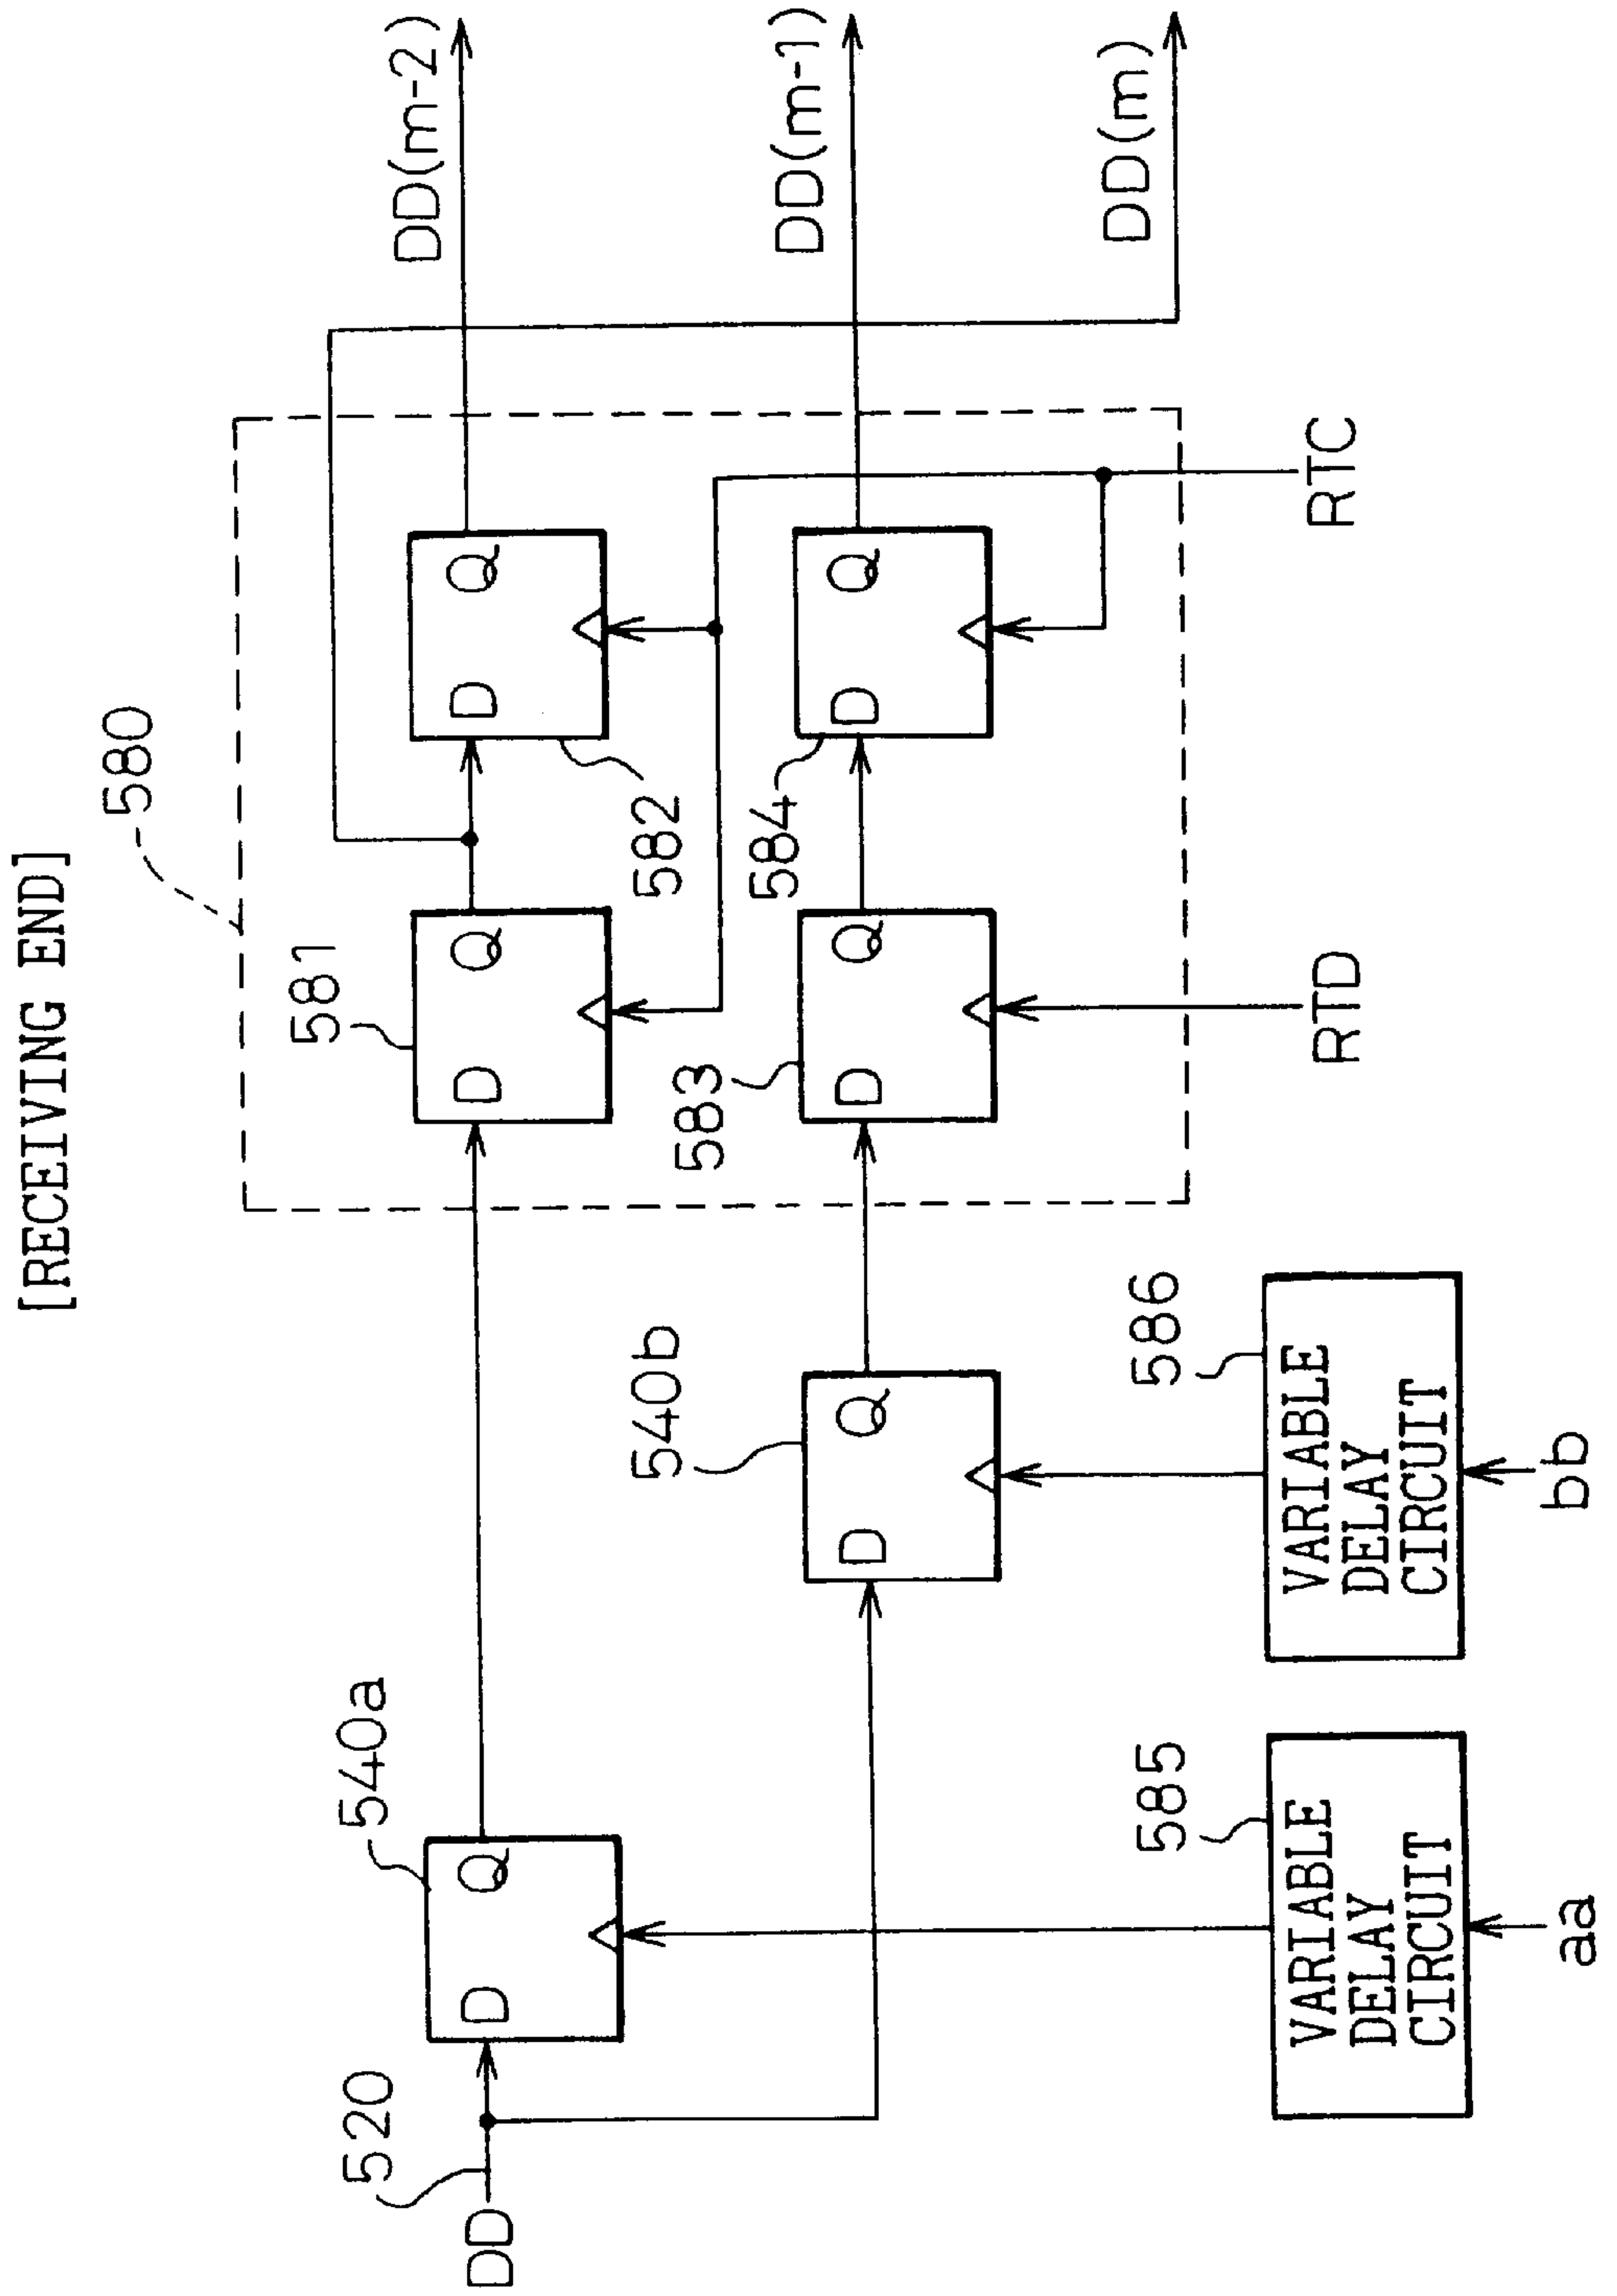 [RECEIVING END]
580
DD(m-2)
DD(m-1)
DD(m)
581
D Q
582
D Q
583
D Q
584
D Q
RTD
RTC
520
DD
540a
D Q
540b
D Q
585
VARIABLE
DELAY
CIRCUIT
aa
586
VARIABLE
DELAY
CIRCUIT
bb